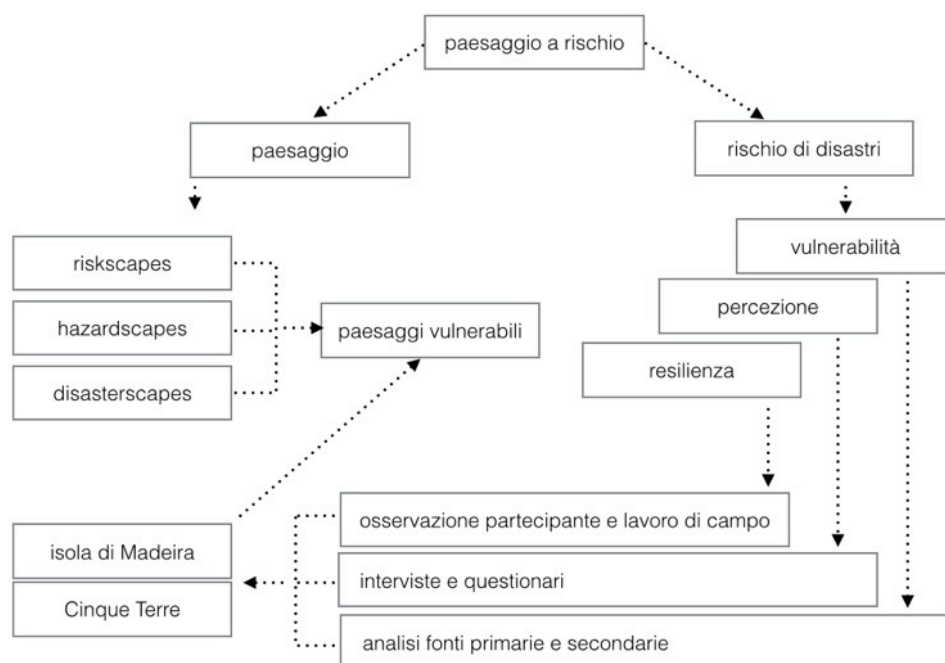 paesaggio a rischio
paesaggio
rischio di disastri
riskscapes
vulnerabilità
hazardscapes
paesaggi vulnerabili
percezione
disasterscapes
resilienza
osservazione partecipante e lavoro di campo
isola di Madeira
interviste e questionari
Cinque Terre
analisi fonti primarie e secondarie